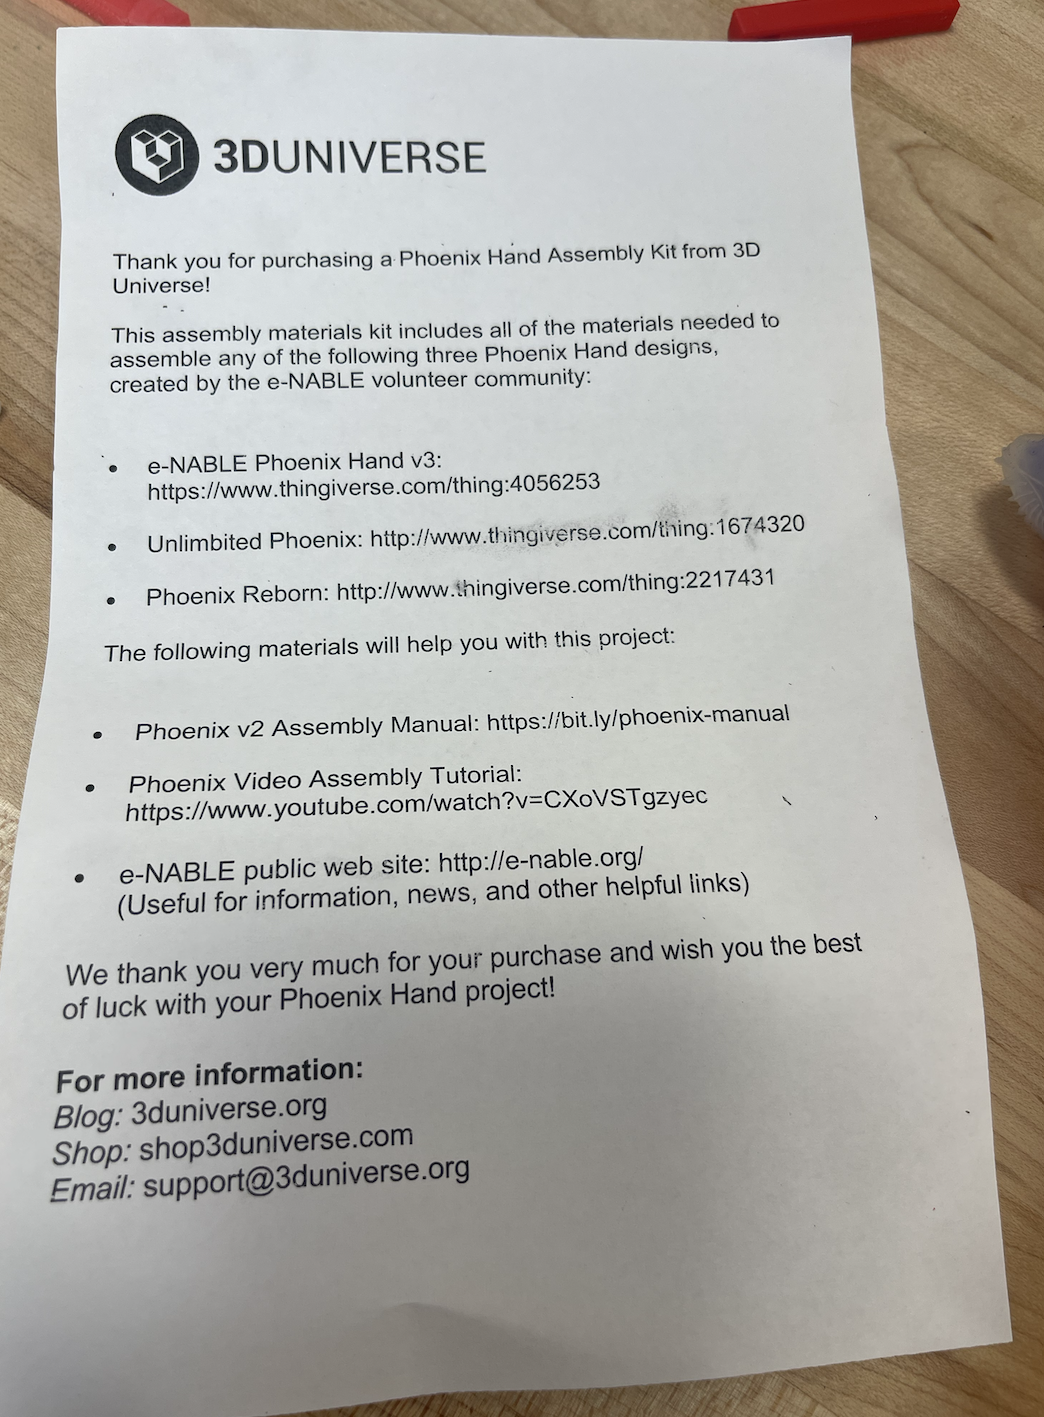 3DUNIVERSE
Thank you for purchasing a Phoenix Hand Assembly Kit from 3D
Universe!
This assembly materials kit includes all of the materials needed to
assemble any of the following three Phoenix Hand designs,
created by the e-NABLE volunteer community:
• e-NABLE Phoenix Hand v3:
https://www.thingiverse.com/thing:4056253
• Unlimbited Phoenix: http://www.thingiverse.com/thing:1674320
• Phoenix Reborn: http://www.thingiverse.com/thing:2217431
The following materials will help you with this project:
• Phoenix v2 Assembly Manual: https://bit.ly/phoenix-manual
• Phoenix Video Assembly Tutorial:
https://www.youtube.com/watch?v=CXoVSTgzyec
• e-NABLE public web site: http://e-nable.org/
(Useful for information, news, and other helpful links)
We thank you very much for your purchase and wish you the best
of luck with your Phoenix Hand project!
For more information:
Blog: 3duniverse.org
Shop: shop3duniverse.com
Email: support@3duniverse.org